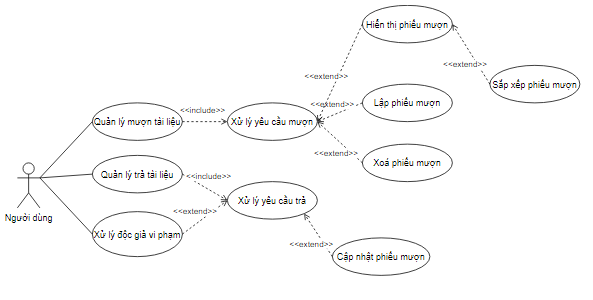 Hiển thị phiếu mượn
<<extend>>
<<extend>>
Sắp xếp phiếu mượn
<<include>>
<<extend>>
Lập phiếu mượn
Quản lý mượn tài liệu
Xử lý yêu cầu mượn
<<extend>>
Xoá phiếu mượn
Quản lý trả tài liệu
<<include>>
Xử lý yêu cầu trả
<<extend>>
Người dùng
Xử lý độc giả vi phạm
<<extend>>
Cập nhật phiếu mượn